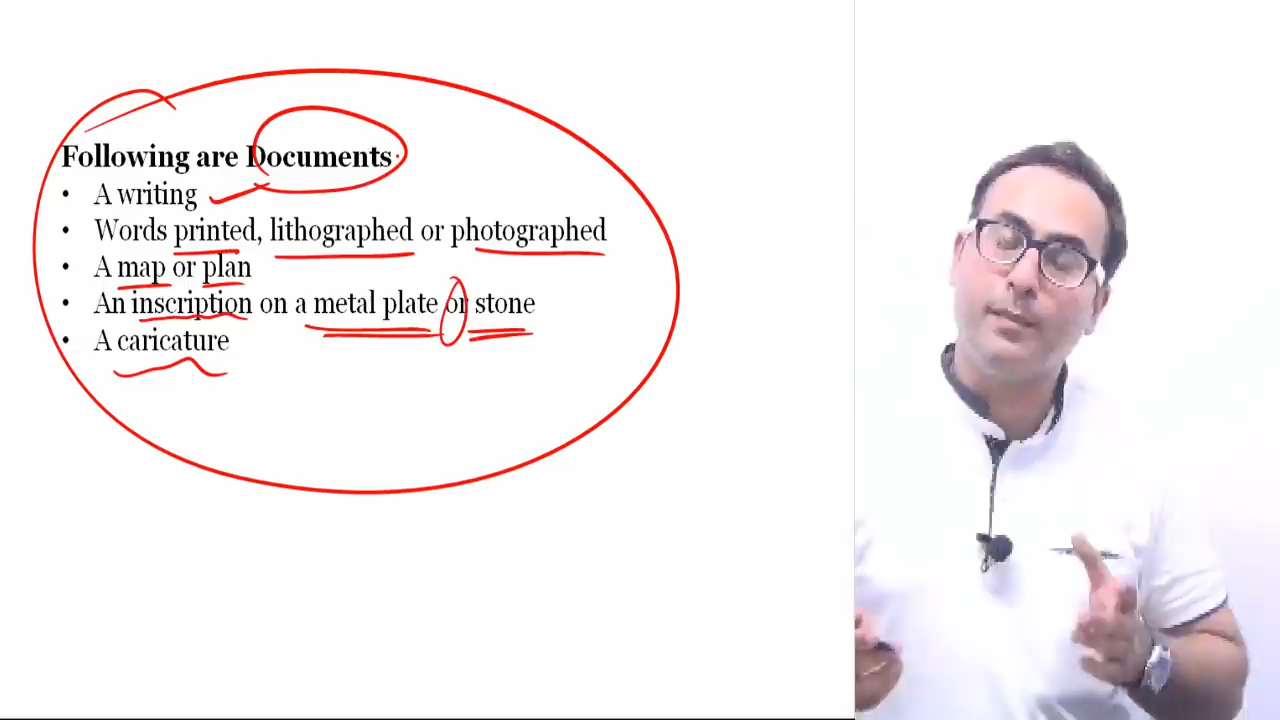 Following are Documents
• A writing
• Words printed, lithographed or photographed
• A map or plan
• An inscription on a metal plate or stone
• A caricature